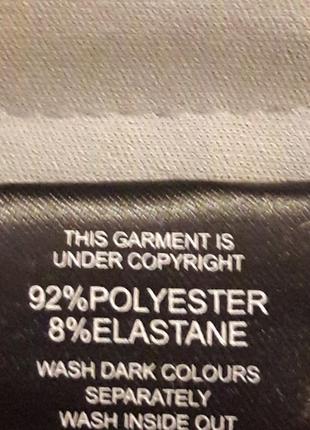 THIS GARMENT IS
UNDER COPYRIGHT
92%POLYESTER
8%ELASTANE
WASH DARK COLOURS
SEPARATELY
WASH INSIDE OUT